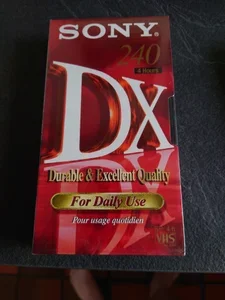 SONY
240
4 hours
DX
Durable & Excellent Quality
For Daily Use
Pour usage quotidien
VHS